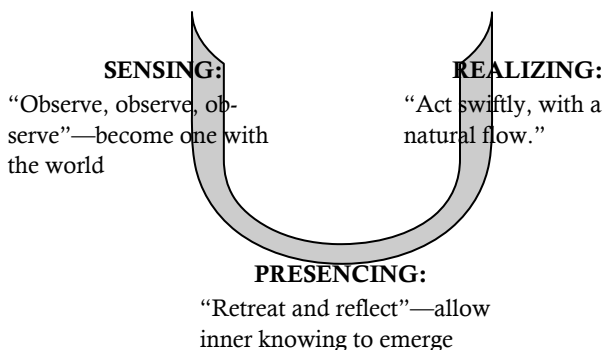 SENSING:
“Observe, observe, ob-
serve”—become one with
the world
REALIZING:
“Act swiftly, with a
natural flow.”
PRESENCING:
“Retreat and reflect”—allow
inner knowing to emerge